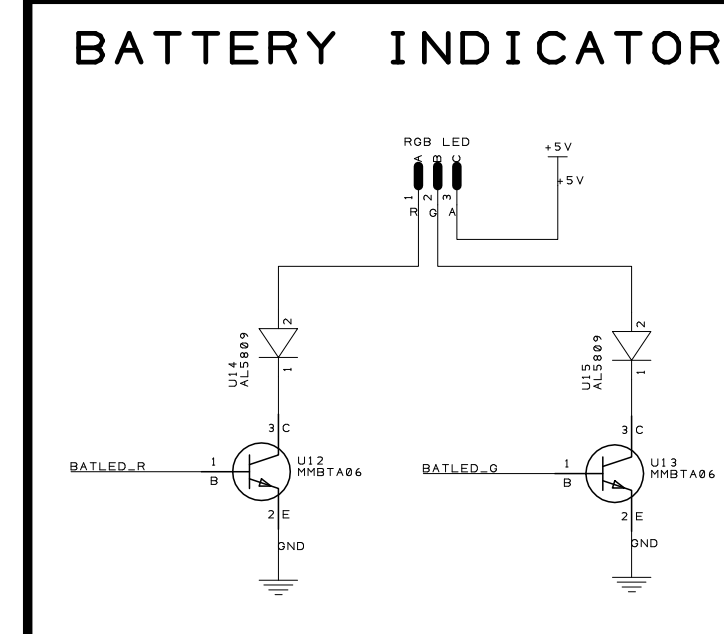 BATTERY INDICATOR
RGB LED
A B C
1 2 3
R G A
+5V
+5V
2
U14
AL5809
1
2
U15
AL5809
1
3 C
BATLED_R
1
B
U12
MMBTA06
2 E
GND
3 C
BATLED_G
1
B
U13
MMBTA06
2 E
GND